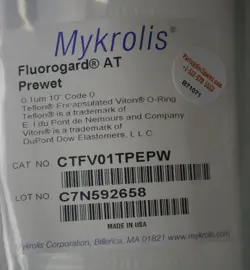 Mykrolis®
Fluorogard® AT
Prewet
0.1um 10" Code 0
Teflon® Encapsulated Viton® O-Ring
Teflon® is a trademark of
E. I du Pont de Nemours and Company
Viton® is a trademark of
DuPont Dow Elastomers, L.L.C.
CAT NO. CTFV01TPEPW
LOT NO. C7N592658
MADE IN USA
Mykrolis Corporation, Billerica, MA 01821 www.mykrolis.com